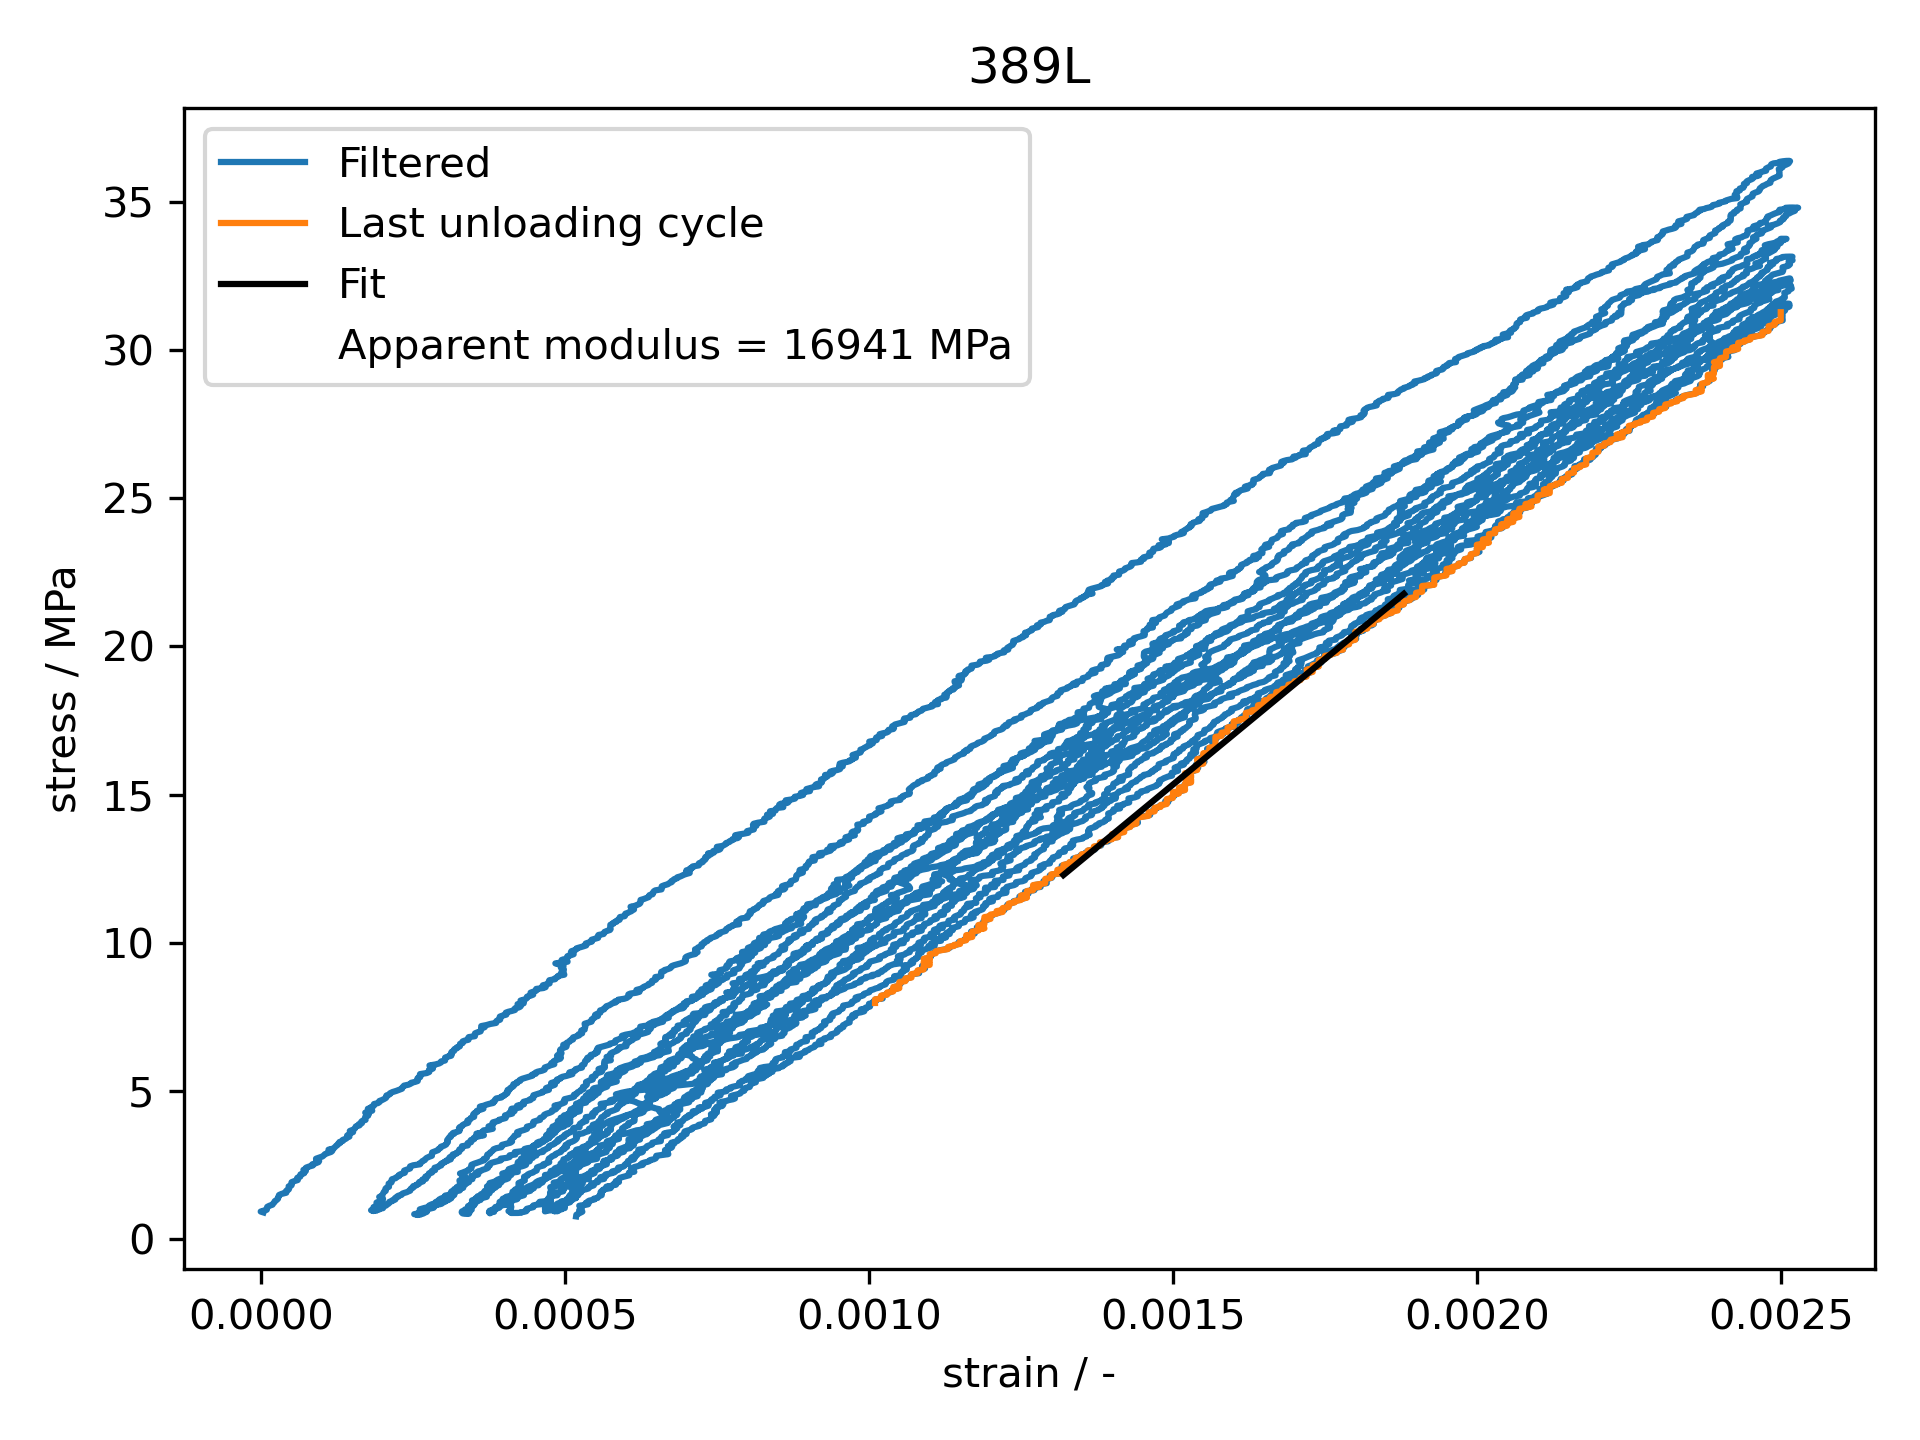 389L
Filtered
Last unloading cycle
Fit
Apparent modulus = 16941 MPa
35
30
25
20
15
10
5
0
stress / MPa
0.0000 0.0005 0.0010 0.0015 0.0020 0.0025
strain / -